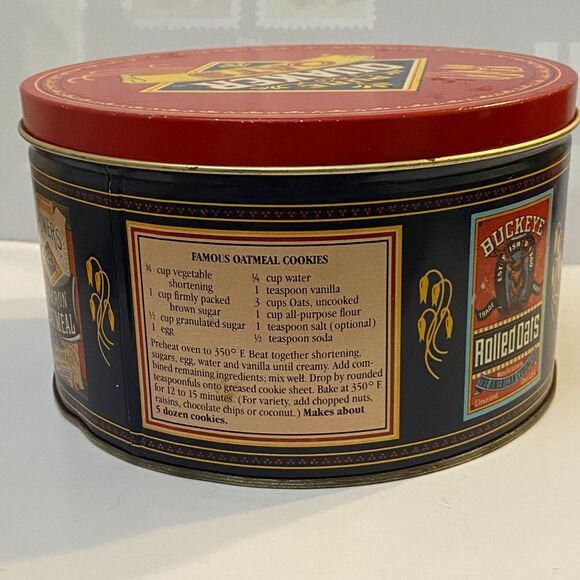 QUAKER
FAMOUS OATMEAL COOKIES
¾ cup vegetable
shortening
1 cup firmly packed
brown sugar
½ cup granulated sugar
1 egg
¼ cup water
1 teaspoon vanilla
3 cups Oats, uncooked
1 cup all-purpose flour
1 teaspoon salt (optional)
½ teaspoon soda
Preheat oven to 350° F. Beat together shortening,
sugars, egg, water and vanilla until creamy. Add com-
bined remaining ingredients; mix well. Drop by rounded
teaspoonfuls onto greased cookie sheet. Bake at 350° F.
for 12 to 15 minutes. (For variety, add chopped nuts,
raisins, chocolate chips or coconut.) Makes about
5 dozen cookies.
BUCKEYE
TRADE
Rolled Oats
Cleveland